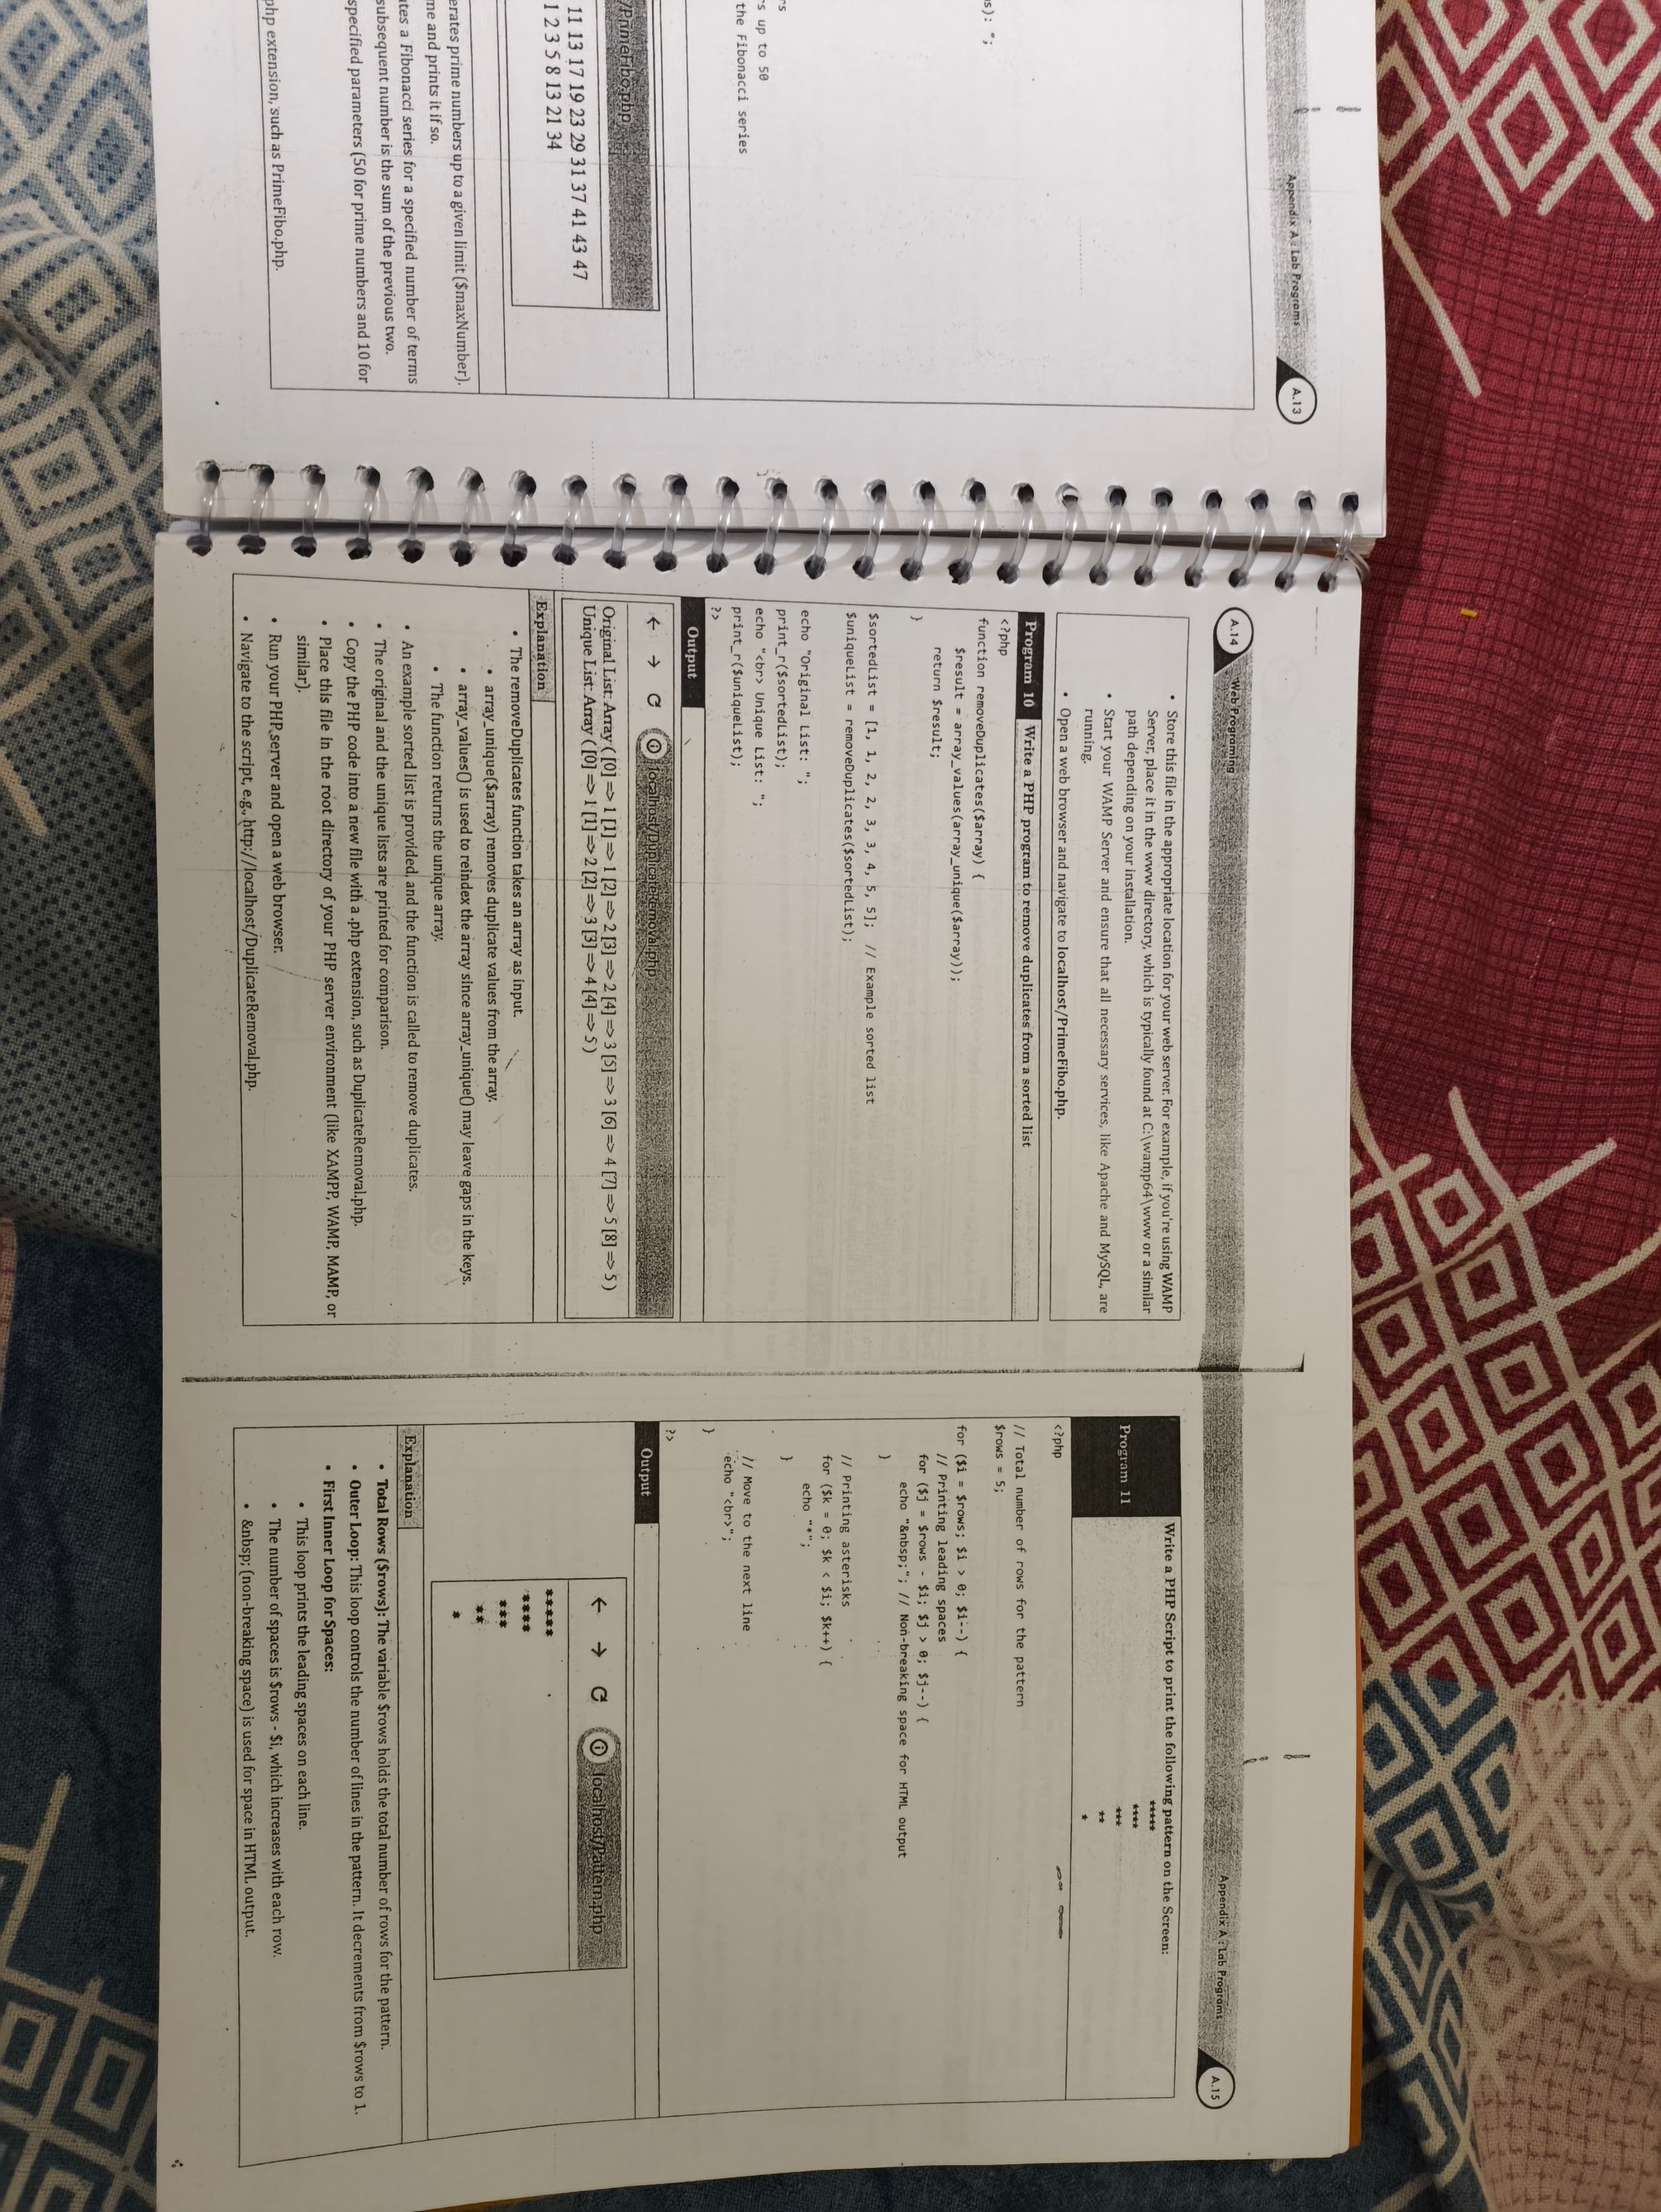 Appendix A : Lab Programs A.13
s): ";
rs
rs up to 50
the Fibonacci series
/PrimeFibo.php
11 13 17 19 23 29 31 37 41 43 47
1 2 3 5 8 13 21 34
erates prime numbers up to a given limit ($maxNumber).
me and prints it if so.
tes a Fibonacci series for a specified number of terms
subsequent number is the sum of the previous two.
specified parameters (50 for prime numbers and 10 for
php extension, such as PrimeFibo.php.
A.14 Web Programing
• Store this file in the appropriate location for your web server. For example, if you're using WAMP
Server, place it in the www directory, which is typically found at C:\wamp64\www or a similar
path depending on your installation.
• Start your WAMP Server and ensure that all necessary services, like Apache and MySQL, are
running.
• Open a web browser and navigate to localhost/PrimeFibo.php.
Program 10 Write a PHP program to remove duplicates from a sorted list
<?php
function removeDuplicates($array) {
$result = array_values(array_unique($array));
return $result;
}
$sortedList = [1, 1, 2, 2, 3, 3, 4, 5, 5]; // Example sorted list
$uniqueList = removeDuplicates($sortedList);
echo "Original List: ";
print_r($sortedList);
echo "<br> Unique List: ";
print_r($uniqueList);
?>
Output
localhost/DuplicateRemoval.php
Original List: Array ( [0] => 1 [1] => 1 [2] => 2 [3] => 2 [4] => 3 [5] => 3 [6] => 4 [7] => 5 [8] => 5 )
Unique List: Array ( [0] => 1 [1] => 2 [2] => 3 [3] => 4 [4] => 5 )
Explanation
• The removeDuplicates function takes an array as input.
• array_unique($array) removes duplicate values from the array.
• array_values() is used to reindex the array since array_unique() may leave gaps in the keys.
• The function returns the unique array.
• An example sorted list is provided, and the function is called to remove duplicates.
• The original and the unique lists are printed for comparison.
• Copy the PHP code into a new file with a .php extension, such as DuplicateRemoval.php.
• Place this file in the root directory of your PHP server environment (like XAMPP, WAMP, MAMP, or
similar).
• Run your PHP server and open a web browser.
• Navigate to the script, e.g., http://localhost/DuplicateRemoval.php.
Appendix A : Lab Programs A.15
Program 11 Write a PHP Script to print the following pattern on the Screen:
*****
****
***
**
*
<?php
// Total number of rows for the pattern
$rows = 5;
for ($i = $rows; $i > 0; $i--) {
// Printing leading spaces
for ($j = $rows - $i; $j > 0; $j--) {
echo "&nbsp;"; // Non-breaking space for HTML output
}
// Printing asterisks
for ($k = 0; $k < $i; $k++) {
echo "*";
}
// Move to the next line
echo "<br>";
}
?>
Output
localhost/Pattern.php
*****
****
***
**
*
Explanation
• Total Rows ($rows): The variable $rows holds the total number of rows for the pattern.
• Outer Loop: This loop controls the number of lines in the pattern. It decrements from $rows to 1.
• First Inner Loop for Spaces:
• This loop prints the leading spaces on each line.
• The number of spaces is $rows - $i, which increases with each row.
• &nbsp; (non-breaking space) is used for space in HTML output.